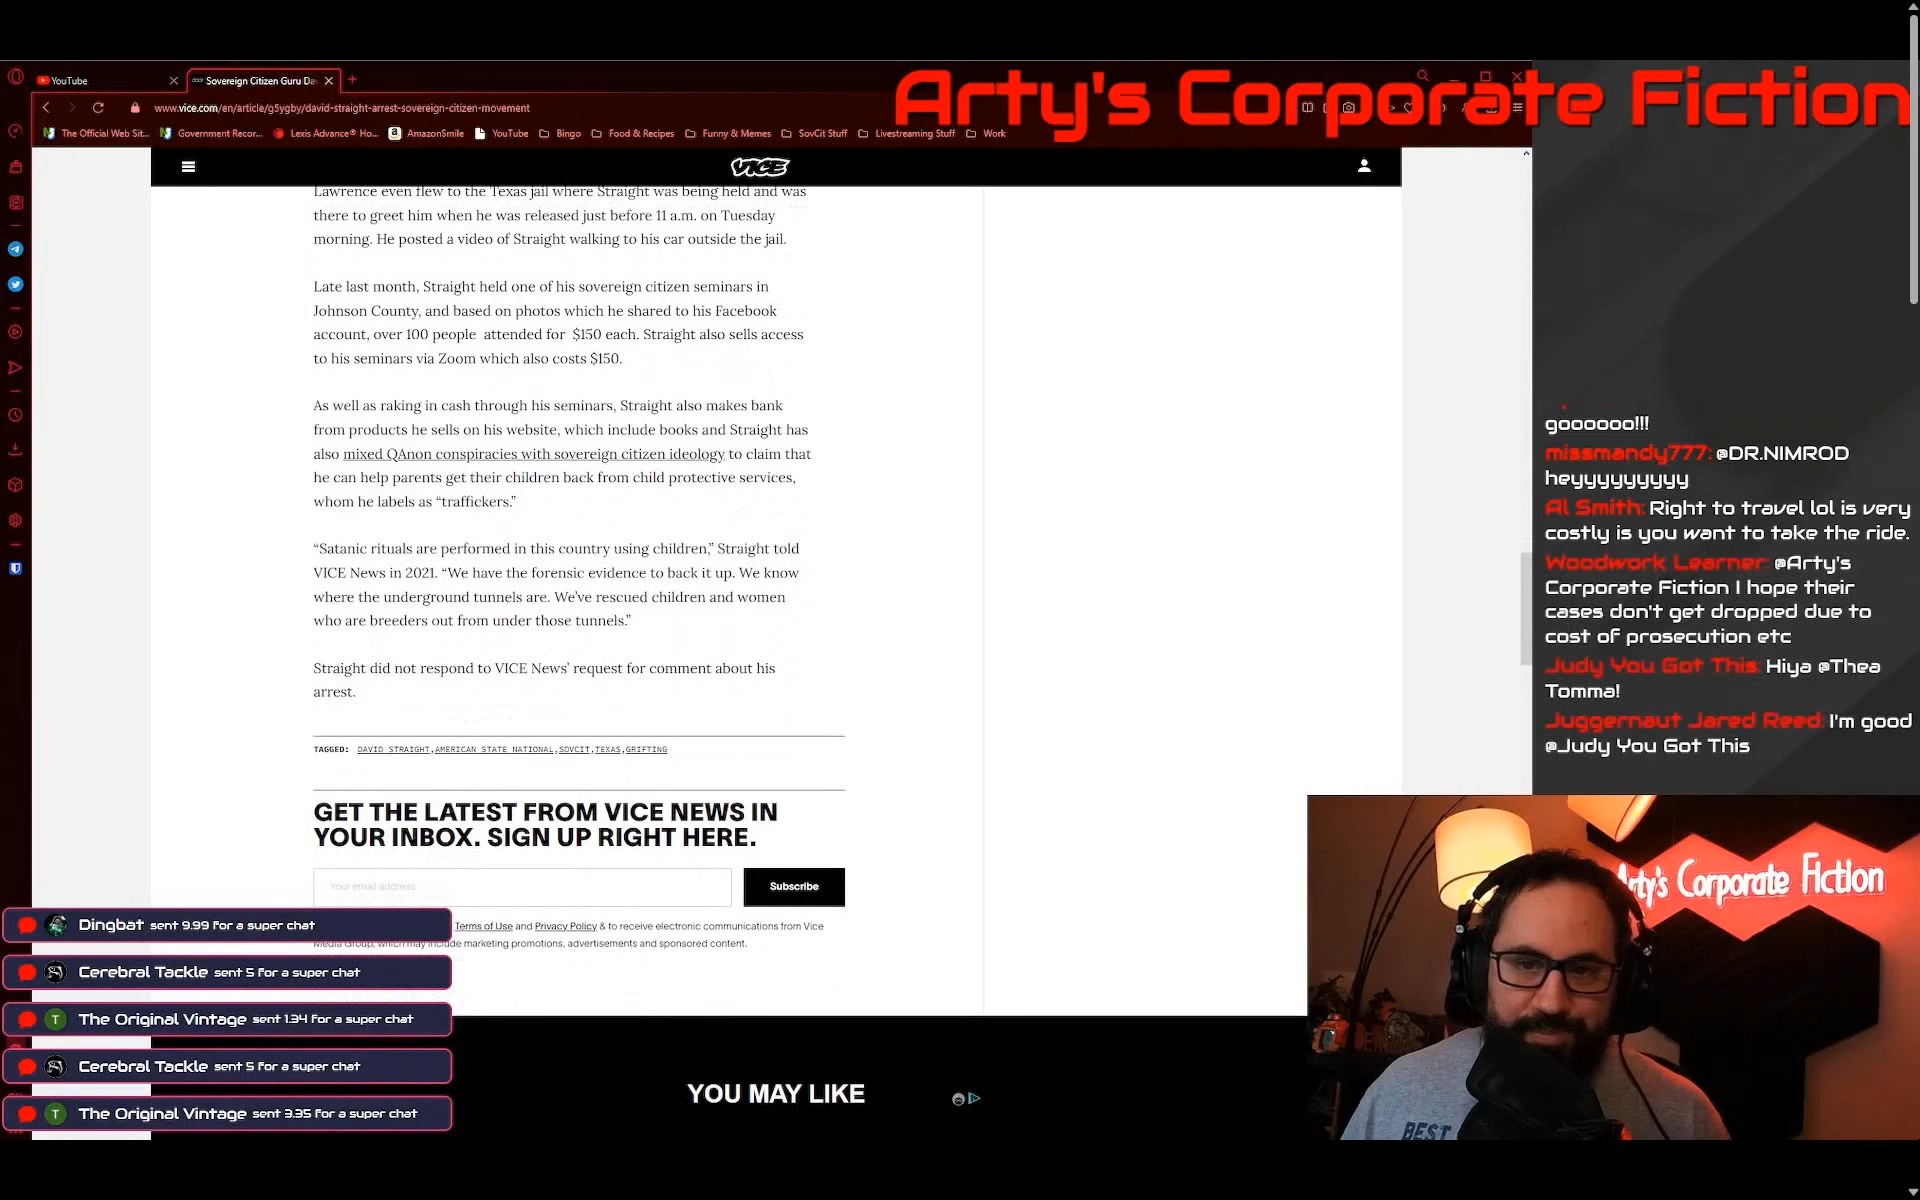 Arty's Corporate Fiction
YouTube
Sovereign Citizen Guru Da
www.vice.com/en/article/g5ygby/david-straight-arrest-sovereign-citizen-movement
The Official Web Sit... Government Recor... Lexis Advance® Ho... AmazonSmile YouTube Bingo Food & Recipes Funny & Memes SovCit Stuff Livestreaming Stuff Work
VICE
Lawrence even flew to the Texas jail where Straight was being held and was
there to greet him when he was released just before 11 a.m. on Tuesday
morning. He posted a video of Straight walking to his car outside the jail.
Late last month, Straight held one of his sovereign citizen seminars in
Johnson County, and based on photos which he shared to his Facebook
account, over 100 people attended for $150 each. Straight also sells access
to his seminars via Zoom which also costs $150.
As well as raking in cash through his seminars, Straight also makes bank
from products he sells on his website, which include books and Straight has
also mixed QAnon conspiracies with sovereign citizen ideology to claim that
he can help parents get their children back from child protective services,
whom he labels as “traffickers.”
“Satanic rituals are performed in this country using children,” Straight told
VICE News in 2021. “We have the forensic evidence to back it up. We know
where the underground tunnels are. We’ve rescued children and women
who are breeders out from under those tunnels.”
Straight did not respond to VICE News’ request for comment about his
arrest.
TAGGED: DAVID STRAIGHT, AMERICAN STATE NATIONAL, SOVCIT, TEXAS, GRIFTING
GET THE LATEST FROM VICE NEWS IN
YOUR INBOX. SIGN UP RIGHT HERE.
Your email address
Subscribe
Terms of Use and Privacy Policy & to receive electronic communications from Vice
Media Group, which may include marketing promotions, advertisements and sponsored content.
YOU MAY LIKE
Dingbat sent 9.99 for a super chat
Cerebral Tackle sent 5 for a super chat
T The Original Vintage sent 1.34 for a super chat
Cerebral Tackle sent 5 for a super chat
T The Original Vintage sent 3.35 for a super chat
goooooo!!!
missmandy777: @DR.NIMROD
heyyyyyyyyy
Al Smith: Right to travel lol is very
costly is you want to take the ride.
Woodwork Learner: @Arty's
Corporate Fiction I hope their
cases don't get dropped due to
cost of prosecution etc
Judy You Got This: Hiya @Thea
Tomma!
Juggernaut Jared Reed: I'm good
@Judy You Got This
Arty's Corporate Fiction
BEST